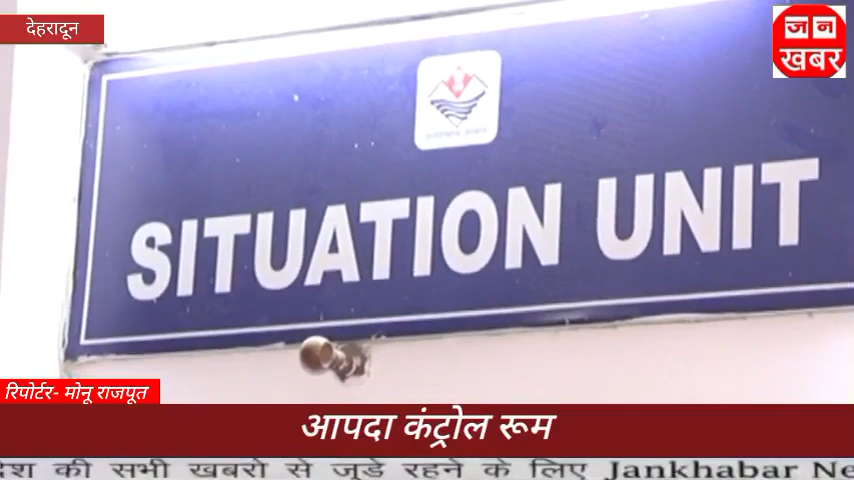 देहरादून
जन
खबर
SITUATION UNIT
रिपोर्टर- मोनू राजपूत
आपदा कंट्रोल रूम
की सभी खबरो से जुडे रहने के लिए Jankhabar